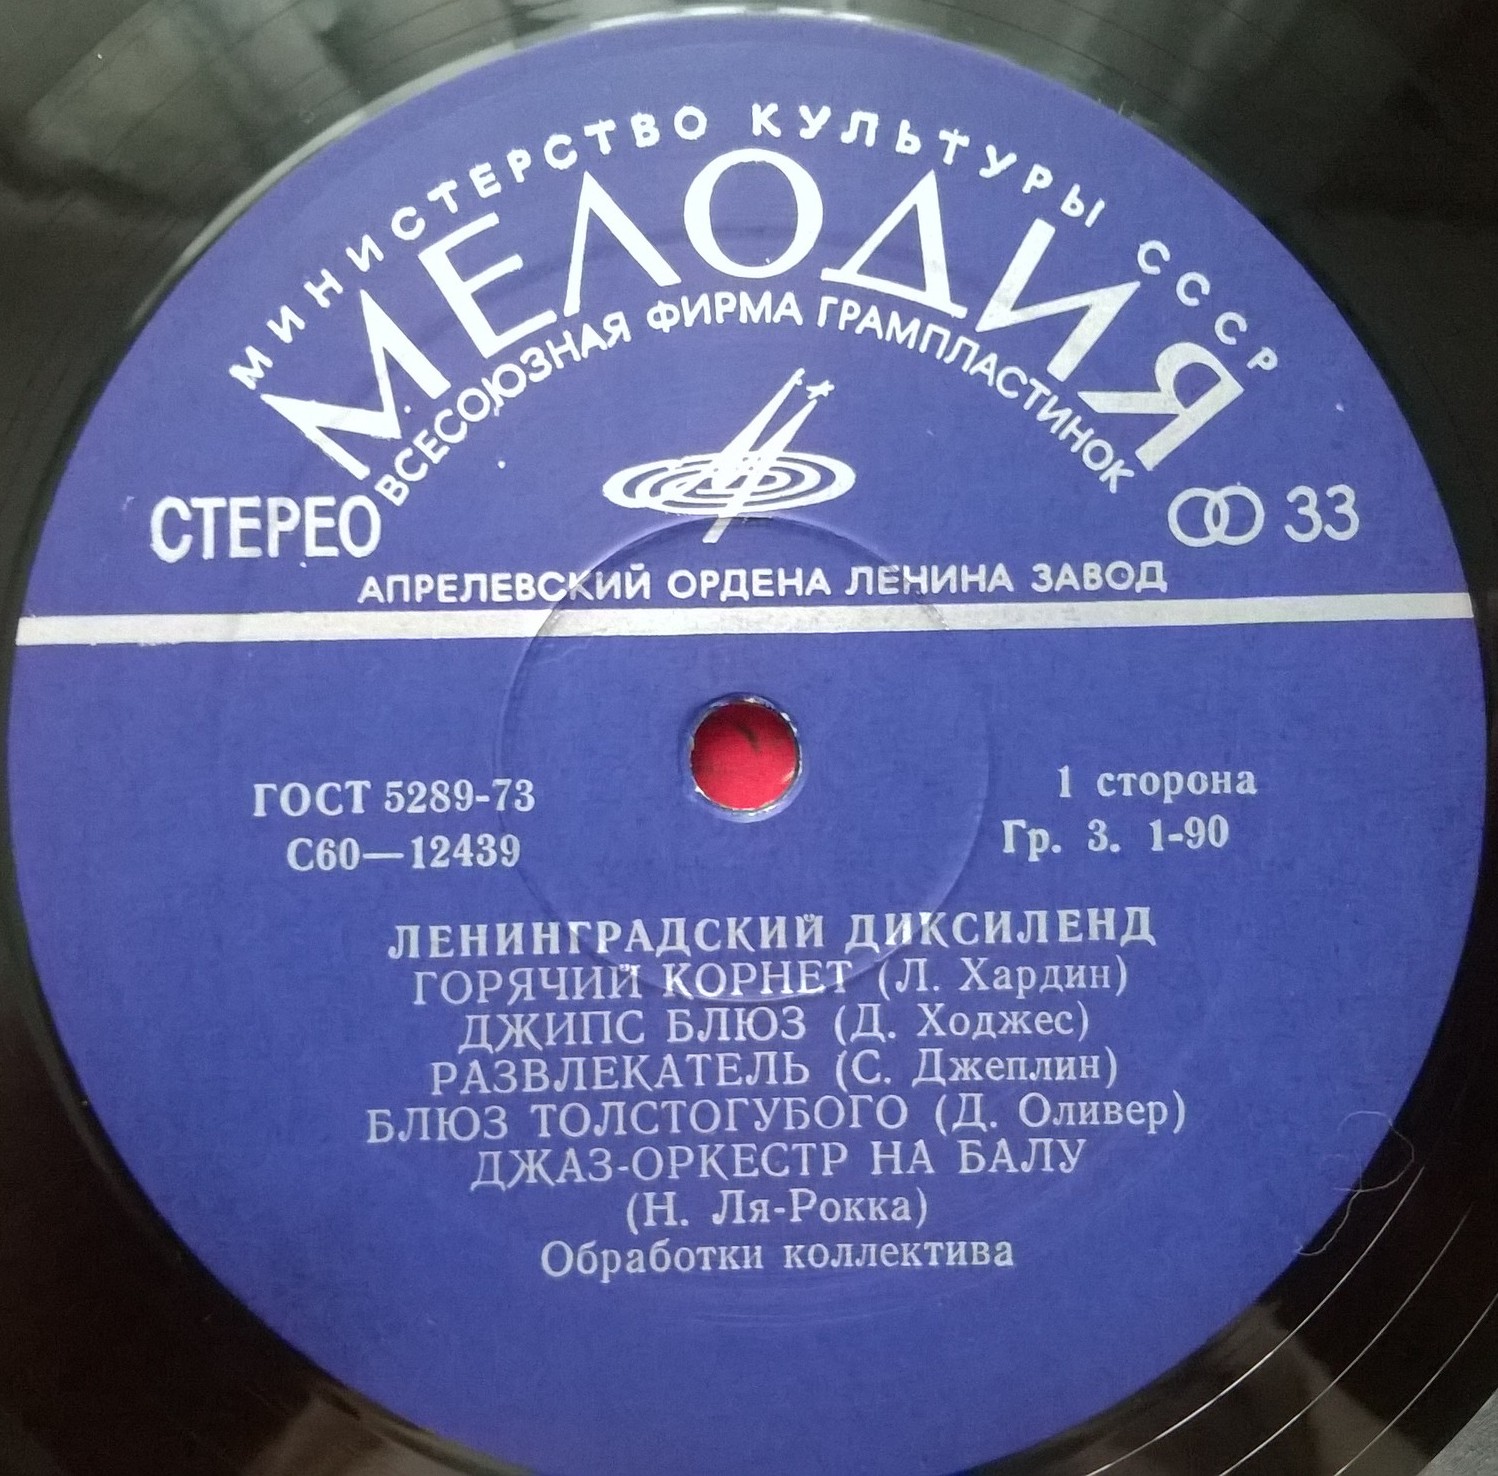 МИНИСТЕРСТВО КУЛЬТУРЫ СССР
МЕЛОДИЯ
ВСЕСОЮЗНАЯ ФИРМА ГРАМПЛАСТИНОК
СТЕРЕО
33
АПРЕЛЕВСКИЙ ОРДЕНА ЛЕНИНА ЗАВОД
ГОСТ 5289-73
С60—12439
1 сторона
Гр. 3. 1-90
ЛЕНИНГРАДСКИЙ ДИКСИЛЕНД
ГОРЯЧИЙ КОРНЕТ (Л. Хардин)
ДЖИПС БЛЮЗ (Д. Ходжес)
РАЗВЛЕКАТЕЛЬ (С. Джеплин)
БЛЮЗ ТОЛСТОГУБОГО (Д. Оливер)
ДЖАЗ-ОРКЕСТР НА БАЛУ
(Н. Ля-Рокка)
Обработки коллектива